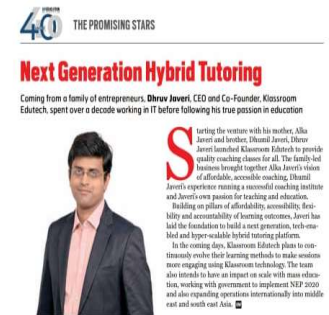 40
THE PROMISING STARS
Next Generation Hybrid Tutoring
Coming from a family of entrepreneurs, Dhruv Javeri, CEO and Co-Founder, Klassroom
Edutech, spent over a decade working in IT before following his true passion in education
Starting the venture with his mother, Alka
Javeri and brother, Dhumil Javeri, Dhruv
Javeri launched Klassroom Edutech to provide
quality coaching classes for all. The family-led
business brought together Alka Javeri's vision
of affordable, accessible coaching, Dhumil
Javeri's experience running a successful coaching institute
and Javeri's own passion for teaching and education.
Building on pillars of affordability, accessibility, flexi-
bility and accountability of learning outcomes, Javeri has
laid the foundation to build a next generation, tech-ena-
bled and hyper-scalable hybrid tutoring platform.
In the coming days, Klassroom Edutech plans to con-
tinuously evolve their learning methods to make sessions
more engaging using Klassroom technology. The team
also intends to have an impact on scale with mass educa-
tion, working with government to implement NEP 2020
and also expanding operations internationally into middle
east and south east Asia.